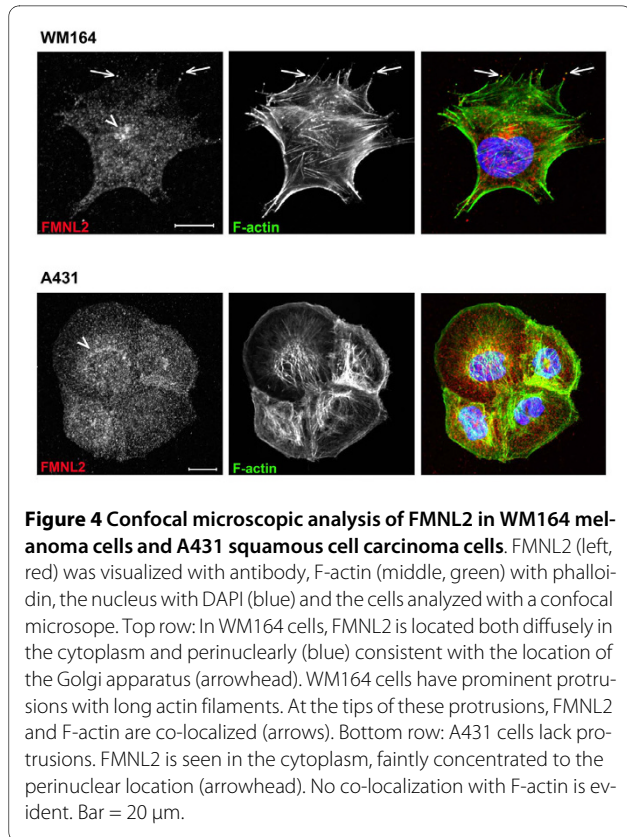 WM164
FMNL2
F-actin
A431
FMNL2
F-actin
Figure 4 Confocal microscopic analysis of FMNL2 in WM164 mel-
anoma cells and A431 squamous cell carcinoma cells. FMNL2 (left,
red) was visualized with antibody, F-actin (middle, green) with phalloi-
din, the nucleus with DAPI (blue) and the cells analyzed with a confocal
microsope. Top row: In WM164 cells, FMNL2 is located both diffusely in
the cytoplasm and perinuclearly (blue) consistent with the location of
the Golgi apparatus (arrowhead). WM164 cells have prominent protru-
sions with long actin filaments. At the tips of these protrusions, FMNL2
and F-actin are co-localized (arrows). Bottom row: A431 cells lack pro-
trusions. FMNL2 is seen in the cytoplasm, faintly concentrated to the
perinuclear location (arrowhead). No co-localization with F-actin is ev-
ident. Bar = 20 μm.